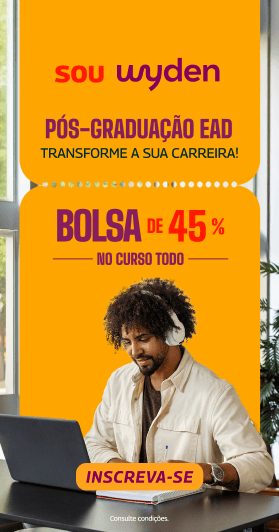 sou wyden
PÓS-GRADUAÇÃO EAD
TRANSFORME A SUA CARREIRA!
BOLSA DE 45%
NO CURSO TODO
INSCREVA-SE
Consulte condições.